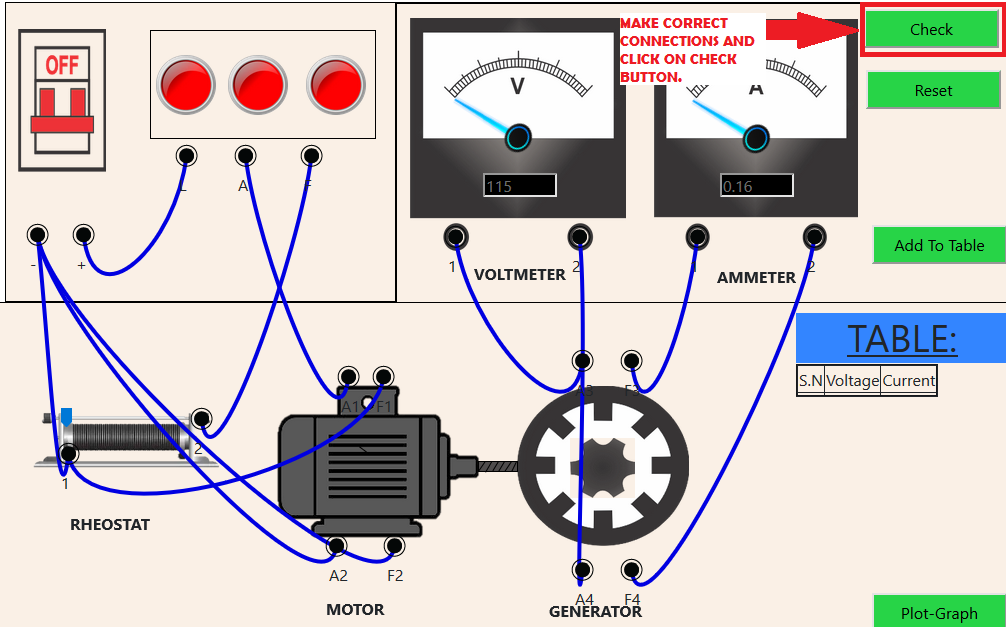 OFF
L
A
F
-
+
V
A
115
0.16
MAKE CORRECT
CONNECTIONS AND
CLICK ON CHECK
BUTTON.
Check
Reset
Add To Table
1
VOLTMETER
2
1
AMMETER
2
TABLE:
S.N Voltage Current
A1
F1
A3
F3
1
2
RHEOSTAT
A2
F2
MOTOR
A4
F4
GENERATOR
Plot-Graph